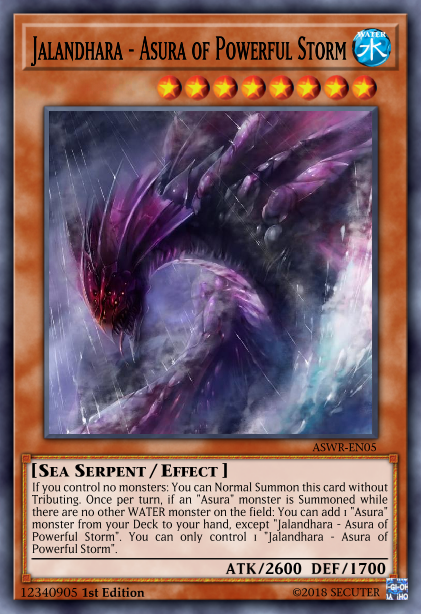 Jalandhara - Asura of Powerful Storm
WATER
水
ASWR-EN05
[Sea Serpent / Effect ]
If you control no monsters: You can Normal Summon this card without
Tributing. Once per turn, if an "Asura" monster is Summoned while
there are no other WATER monster on the field: You can add 1 "Asura"
monster from your Deck to your hand, except "Jalandhara - Asura of
Powerful Storm". You can only control 1 "Jalandhara - Asura of
Powerful Storm".
ATK/2600 DEF/1700
12340905 1st Edition
©2018 SECUTER